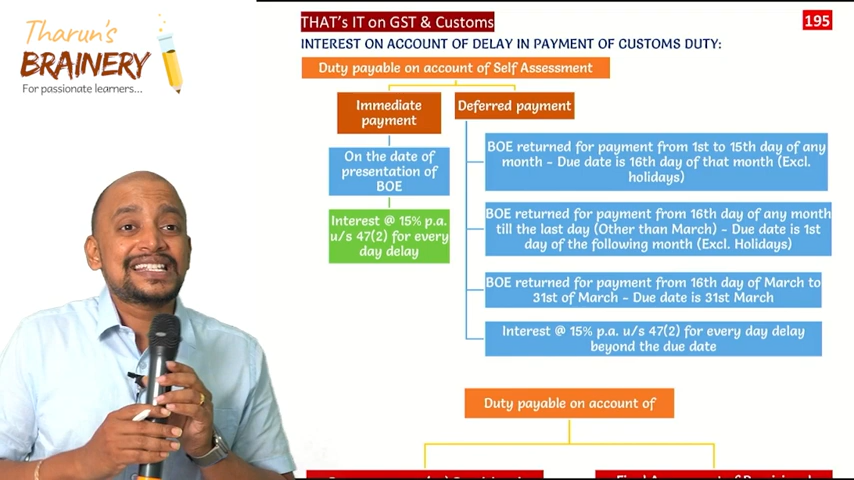 Tharun's
BRAINERY
For passionate learners...
THAT's IT on GST & Customs
195
INTEREST ON ACCOUNT OF DELAY IN PAYMENT OF CUSTOMS DUTY:
Duty payable on account of Self Assessment
Immediate
payment
Deferred payment
On the date of
presentation of
BOE
Interest @ 15% p.a.
u/s 47(2) for every
day delay
BOE returned for payment from 1st to 15th day of any
month - Due date is 16th day of that month (Excl.
holidays)
BOE returned for payment from 16th day of any month
till the last day (Other than March) - Due date is 1st
day of the following month (Excl. Holidays)
BOE returned for payment from 16th day of March to
31st of March - Due date is 31st March
Interest @ 15% p.a. u/s 47(2) for every day delay
beyond the due date
Duty payable on account of